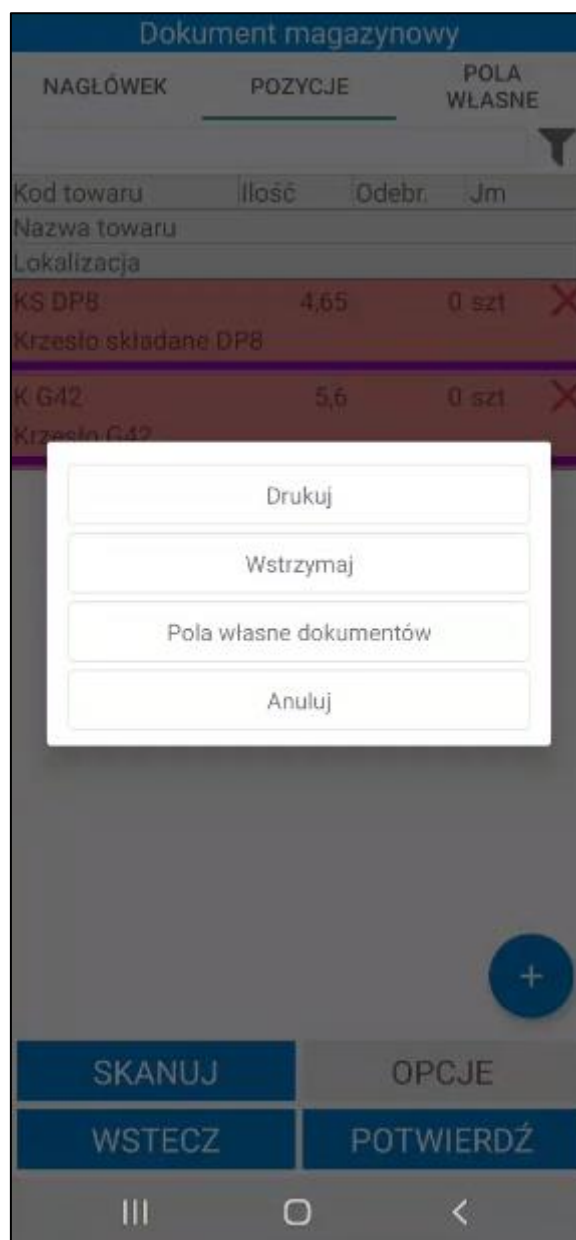 Dokument magazynowy
NAGŁÓWEK POZYCJE POLA WŁASNE
Kod towaru Ilość Odebr. Jm
Nazwa towaru
Lokalizacja
KS DP8 4,65 0 szt
Krzesło składane DP8
K G42 5,6 0 szt
Krzesło G42
Drukuj
Wstrzymaj
Pola własne dokumentów
Anuluj
+
SKANUJ OPCJE
WSTECZ POTWIERDŹ